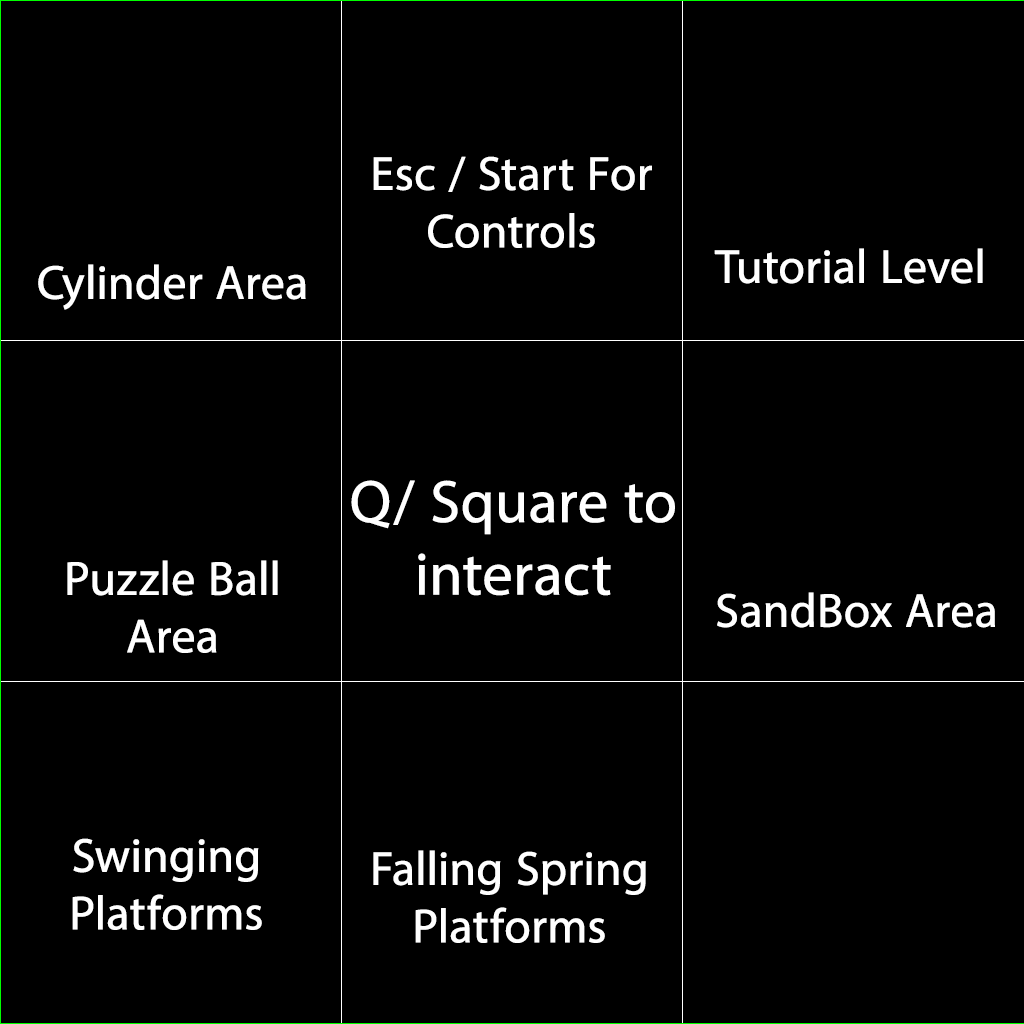 Cylinder Area
Esc / Start For
Controls
Tutorial Level
Puzzle Ball
Area
Q/ Square to
interact
SandBox Area
Swinging
Platforms
Falling Spring
Platforms